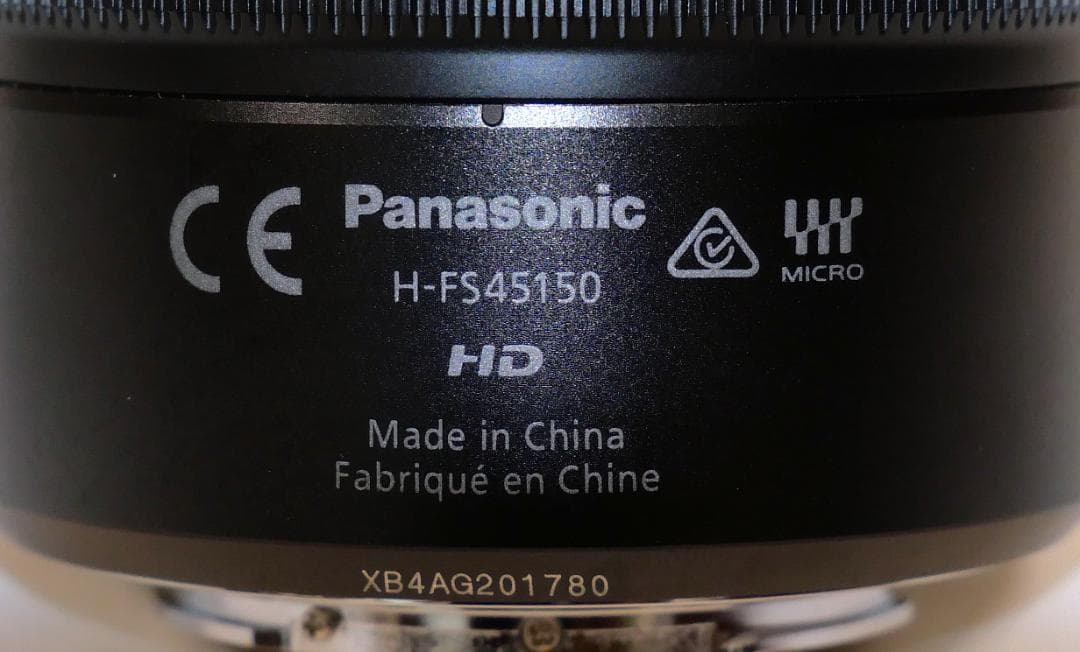 CE Panasonic
H-FS45150
MICRO
HD
Made in China
Fabriqué en Chine
XB4AG201780